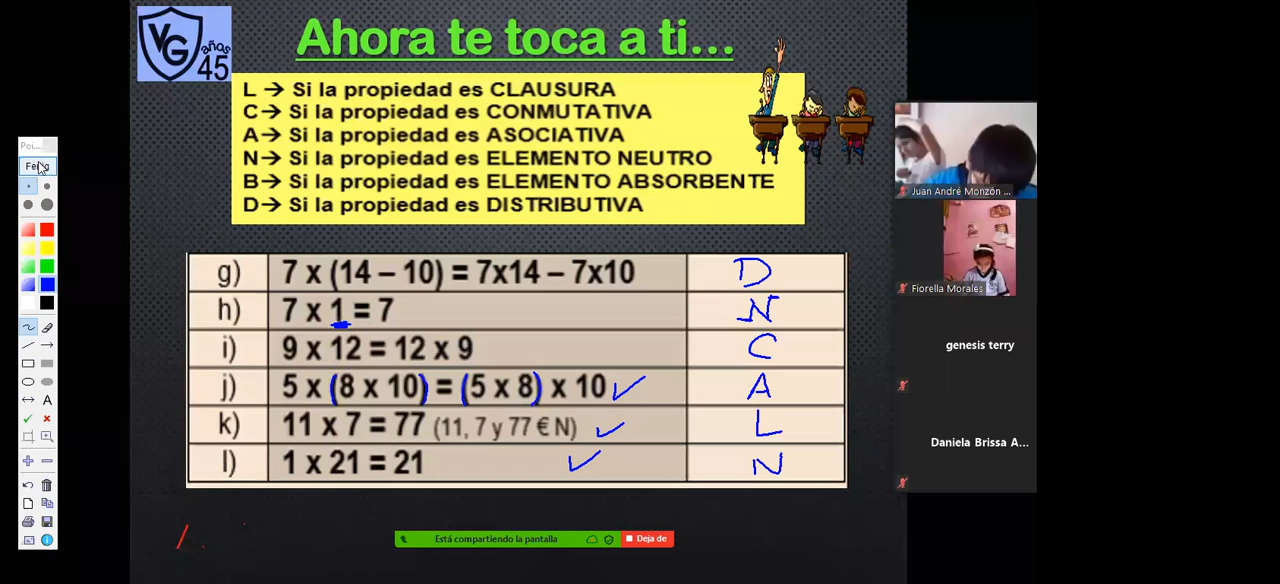 VG
años
45
Ahora te toca a ti...
L → Si la propiedad es CLAUSURA
C → Si la propiedad es CONMUTATIVA
A → Si la propiedad es ASOCIATIVA
N → Si la propiedad es ELEMENTO NEUTRO
B → Si la propiedad es ELEMENTO ABSORBENTE
D → Si la propiedad es DISTRIBUTIVA
g) 7 x (14 – 10) = 7x14 – 7x10 D
h) 7 x 1 = 7 N
i) 9 x 12 = 12 x 9 C
j) 5 x (8 x 10) = (5 x 8) x 10 ✓ A
k) 11 x 7 = 77 (11, 7 y 77 € N) ✓ L
l) 1 x 21 = 21 ✓ N
Está compartiendo la pantalla
Deja de
Poi...
A
Juan André Monzón ...
Fiorella Morales
genesis terry
Daniela Brissa A...